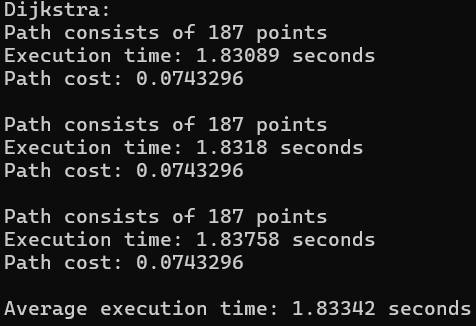 Dijkstra:
Path consists of 187 points
Execution time: 1.83089 seconds
Path cost: 0.0743296

Path consists of 187 points
Execution time: 1.8318 seconds
Path cost: 0.0743296

Path consists of 187 points
Execution time: 1.83758 seconds
Path cost: 0.0743296

Average execution time: 1.83342 seconds